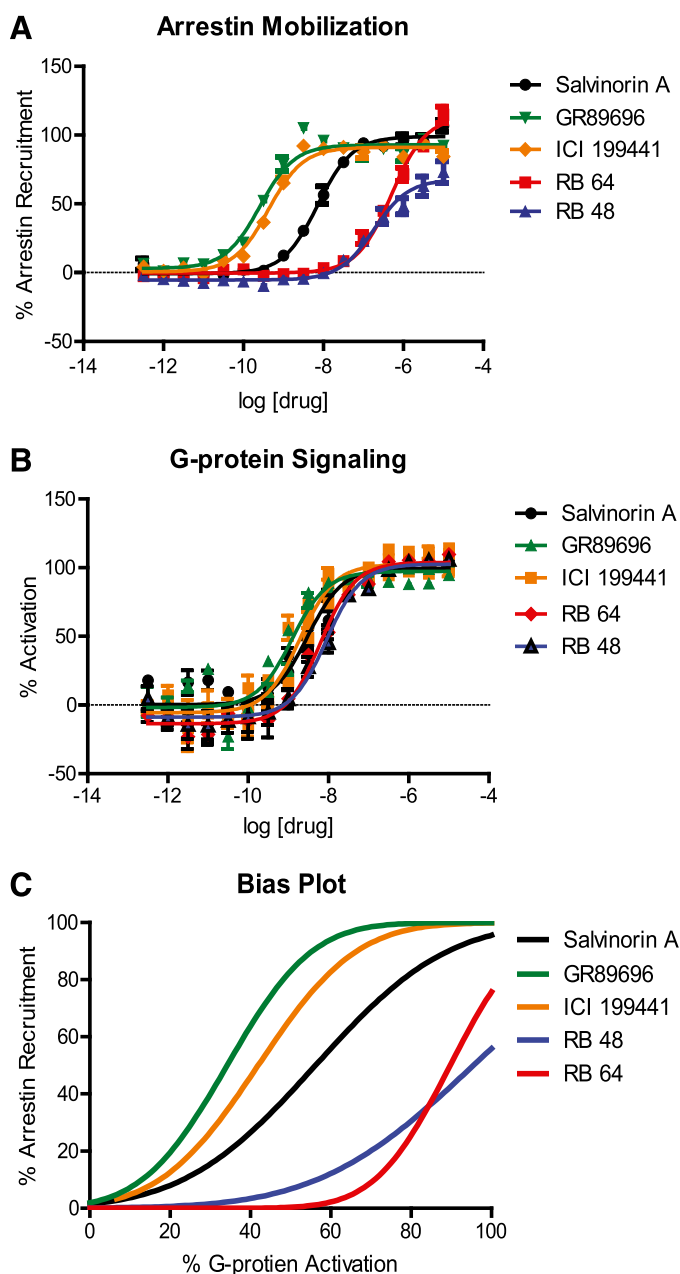 A
Arrestin Mobilization
% Arrestin Recruitment
150
100
50
0
-50
-14
-12
-10
-8
-6
-4
log [drug]
Salvinorin A
GR89696
ICI 199441
RB 64
RB 48
B
G-protein Signaling
% Activation
150
100
50
0
-50
-14
-12
-10
-8
-6
-4
log [drug]
Salvinorin A
GR89696
ICI 199441
RB 64
RB 48
C
Bias Plot
% Arrestin Recruitment
100
80
60
40
20
0
0
20
40
60
80
100
% G-protien Activation
Salvinorin A
GR89696
ICI 199441
RB 48
RB 64